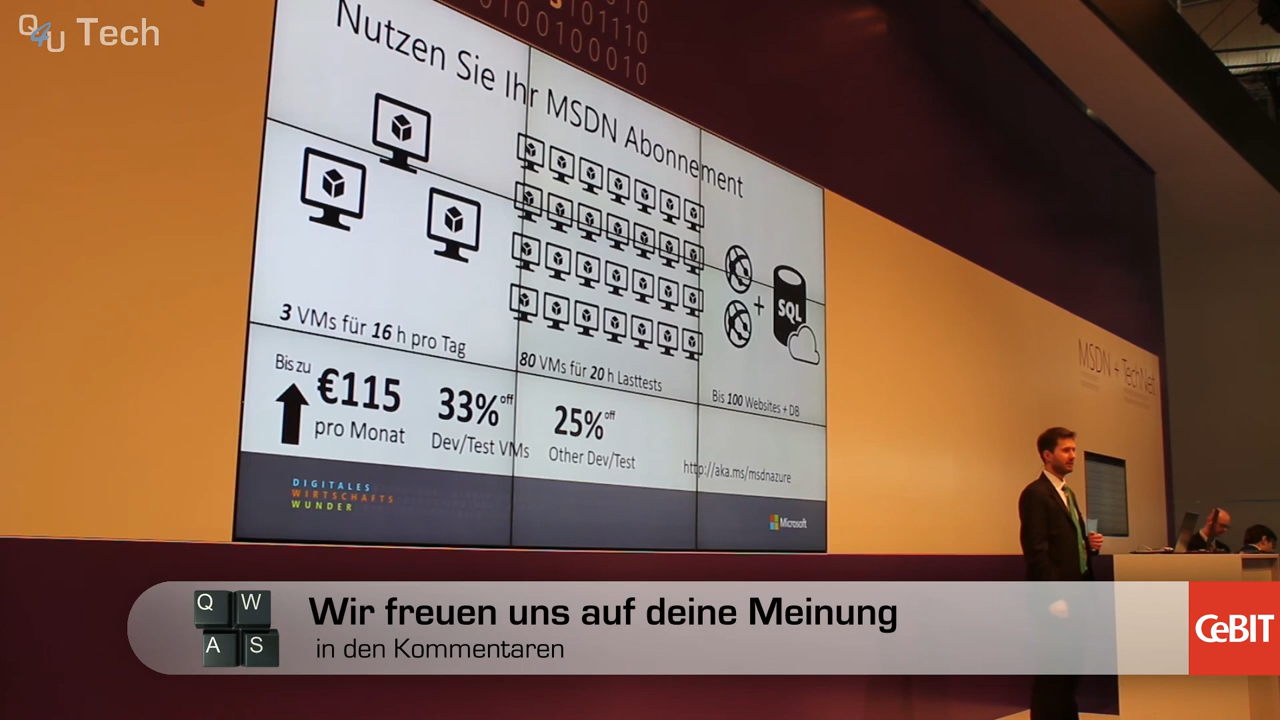 Q4U Tech
10101110
0100010
Nutzen Sie Ihr MSDN Abonnement
SQL
+
3 VMs für 16 h pro Tag
80 VMs für 20 h Lasttests
Bis 100 Websites + DB
Bis zu
€115
pro Monat
33% off
Dev/Test VMs
25% off
Other Dev/Test
http://aka.ms/msdnazure
DIGITALES
WIRTSCHAFTS
WUNDER
Microsoft
MSDN + TechNet
Q W
A S
Wir freuen uns auf deine Meinung
in den Kommentaren
CeBIT